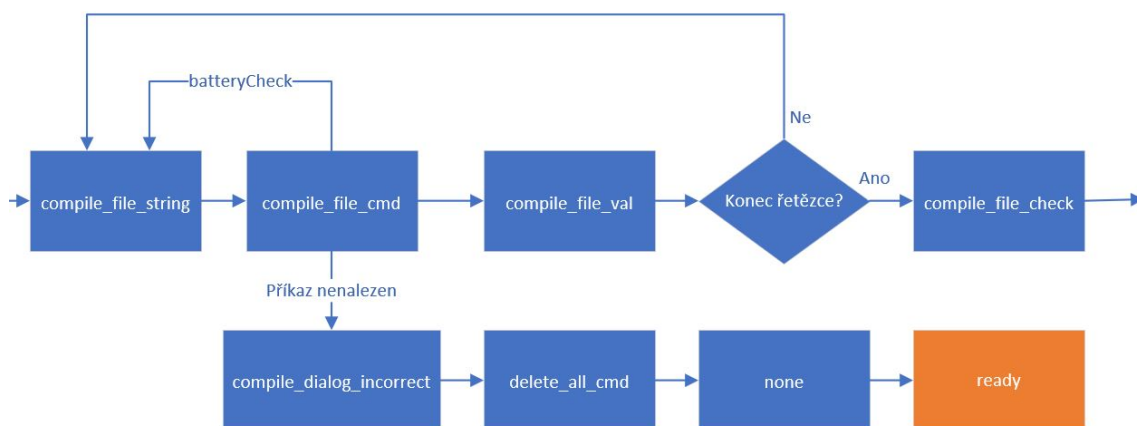 batteryCheck
Ne
compile_file_string
compile_file_cmd
compile_file_val
Konec řetězce?
Ano
compile_file_check
Příkaz nenalezen
compile_dialog_incorrect
delete_all_cmd
none
ready